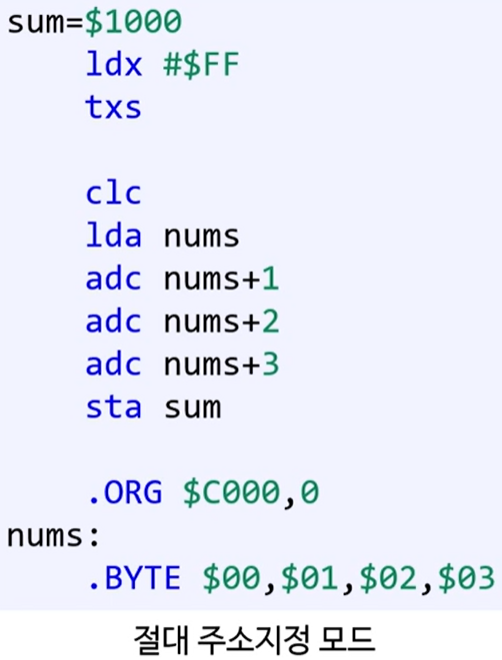 sum=$1000
ldx #$FF
txs
clc
lda nums
adc nums+1
adc nums+2
adc nums+3
sta sum
.ORG $C000,0
nums:
.BYTE $00,$01,$02,$03
절대 주소지정 모드